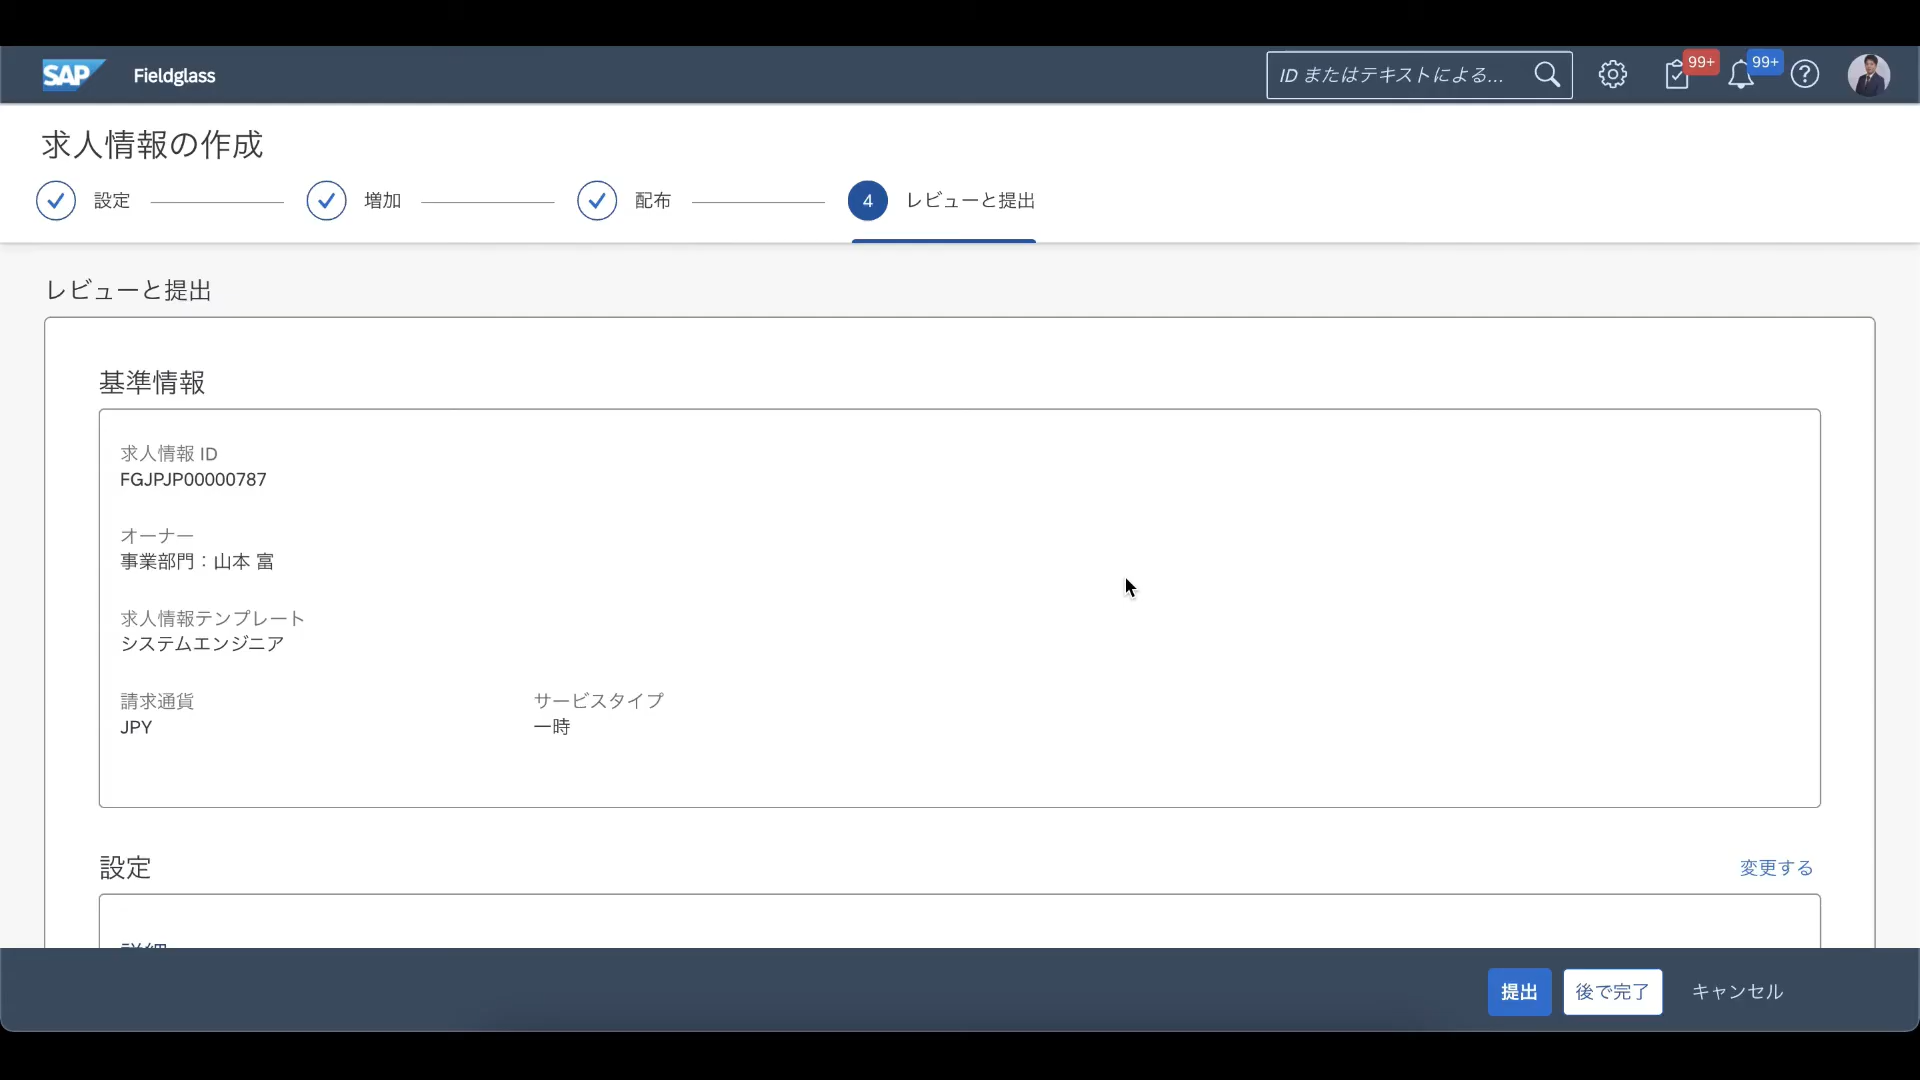 SAP Fieldglass
ID またはテキストによる...
99+
99+
求人情報の作成
設定
増加
配布
4 レビューと提出
レビューと提出
基準情報
求人情報 ID
FGJPJP00000787
オーナー
事業部門：山本 富
求人情報テンプレート
システムエンジニア
請求通貨
JPY
サービスタイプ
一時
設定
変更する
詳細
提出
後で完了
キャンセル